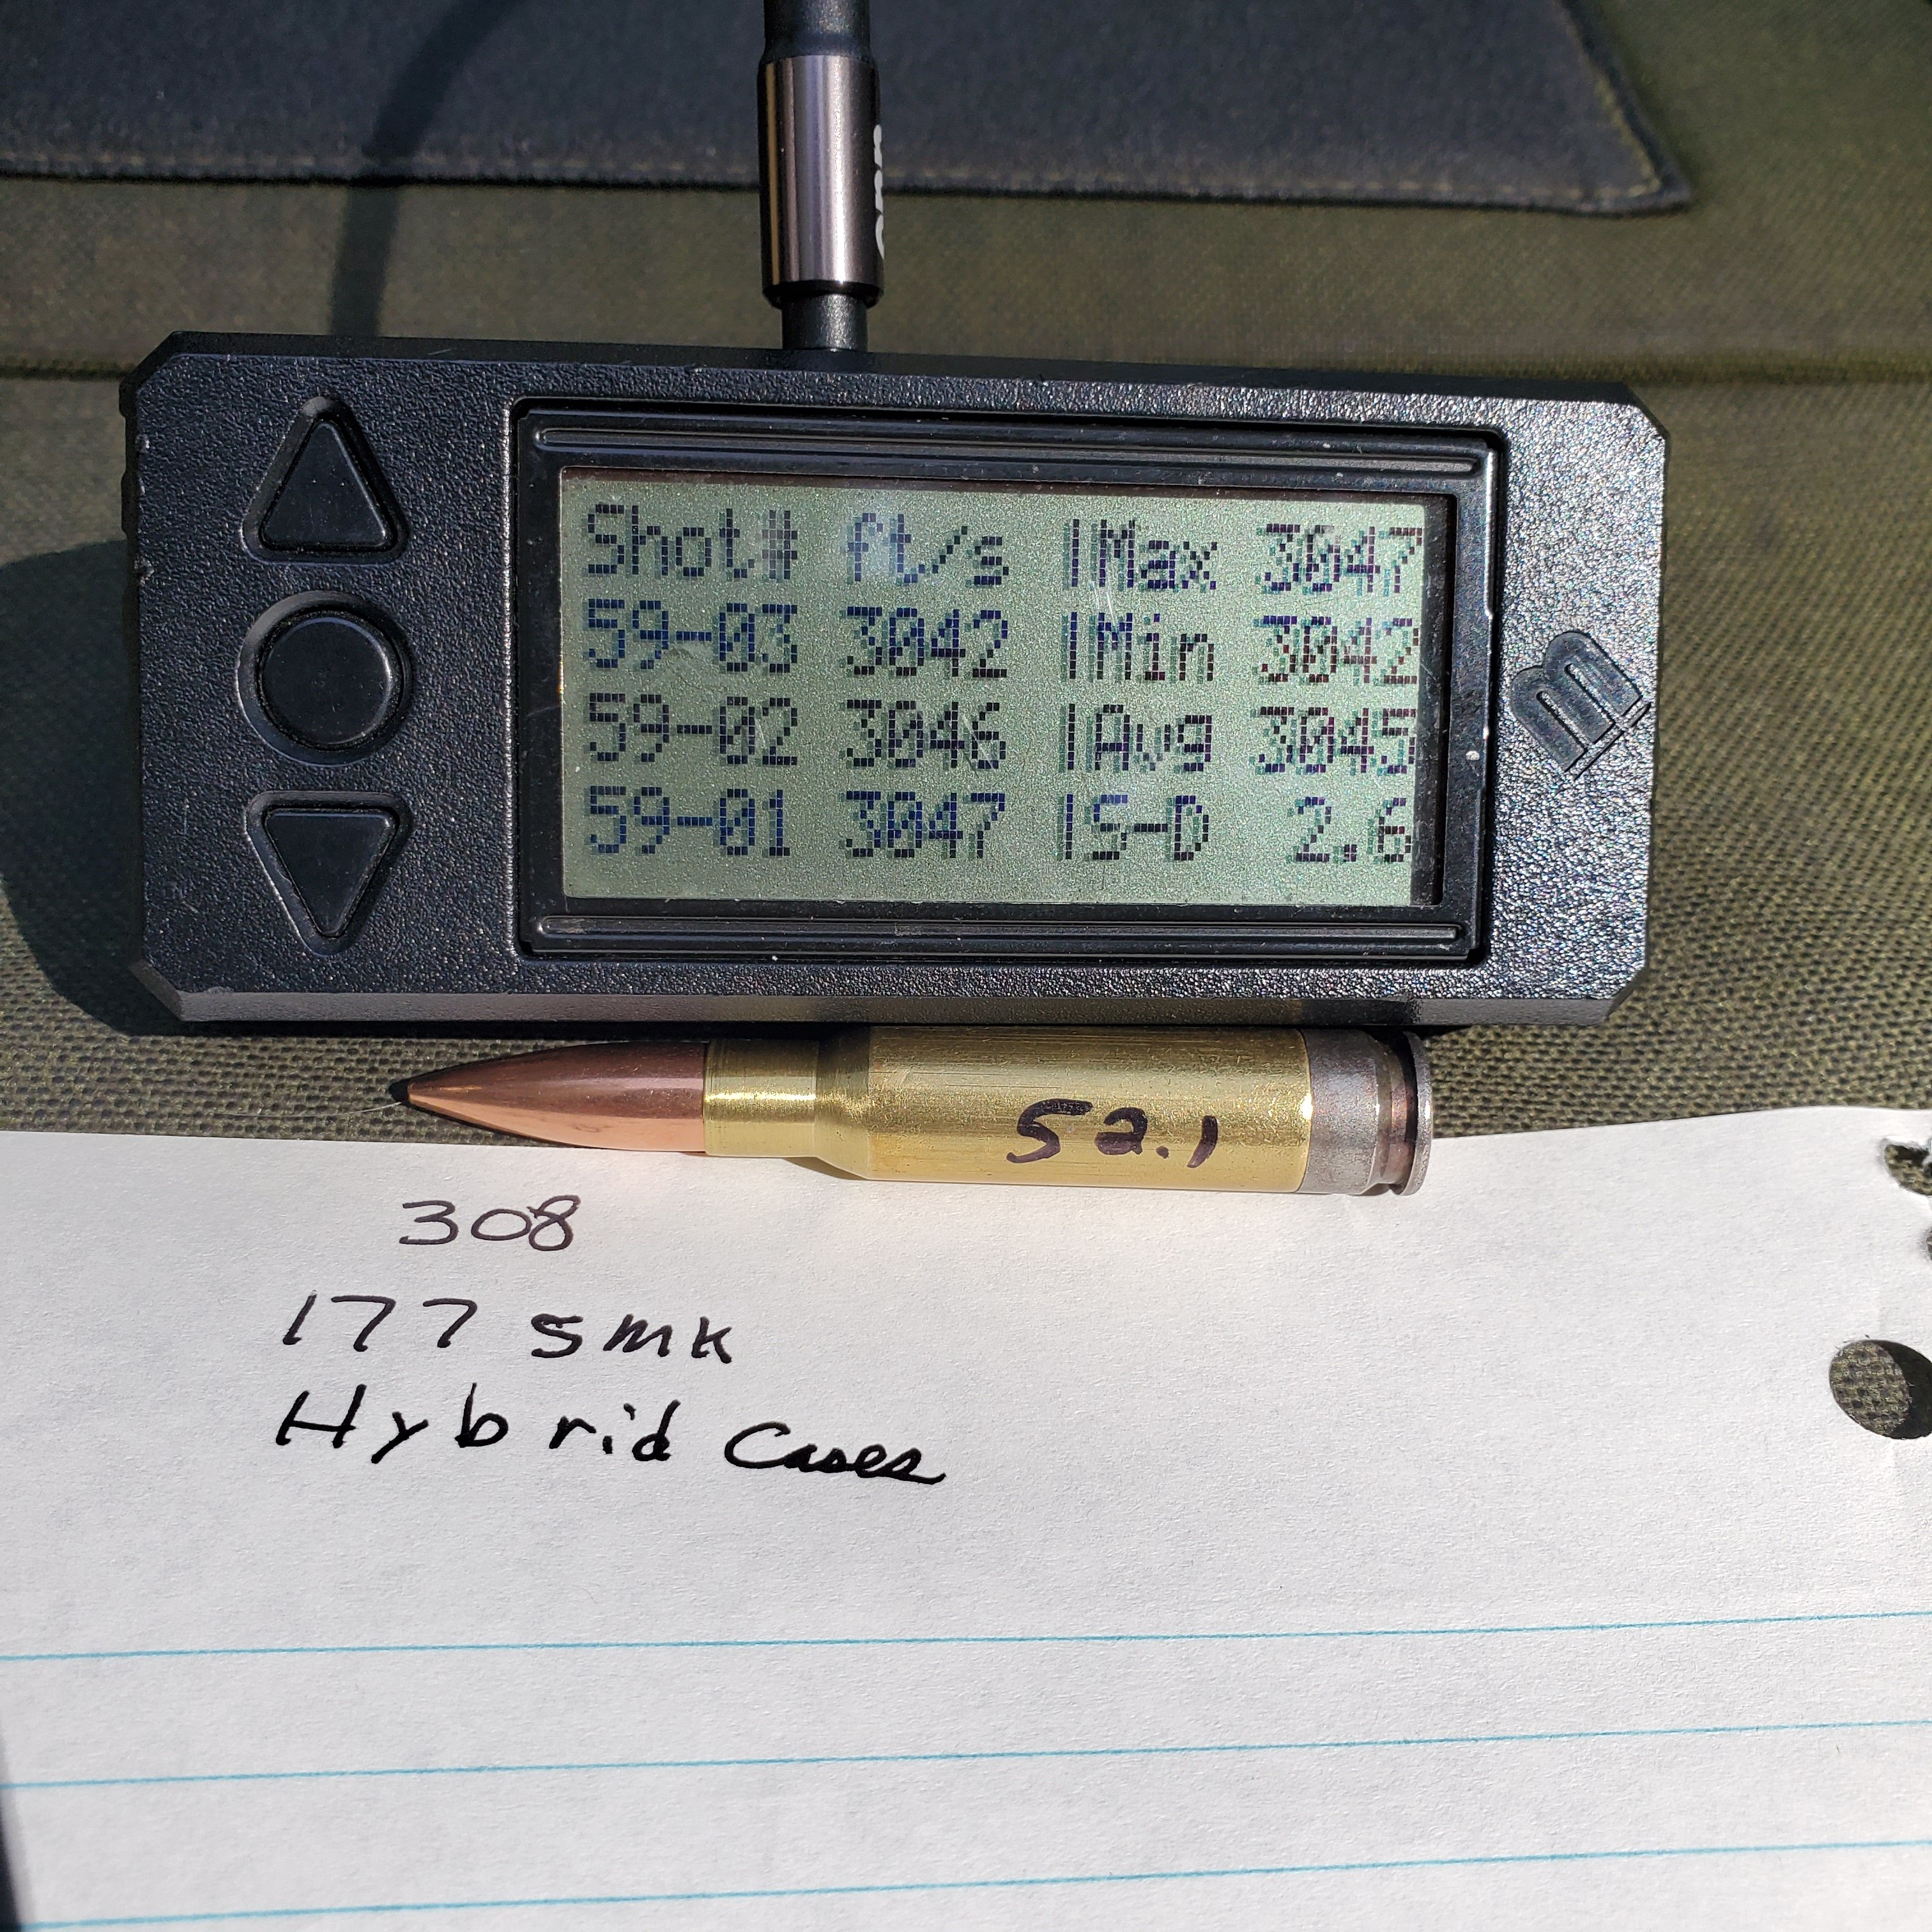 Shot# ft/s |Max 3047
59-03 3042 |Min 3042
59-02 3046 |Avg 3045
59-01 3047 |S-D 2.6
52.1
308
177 SMK
Hybrid Cases